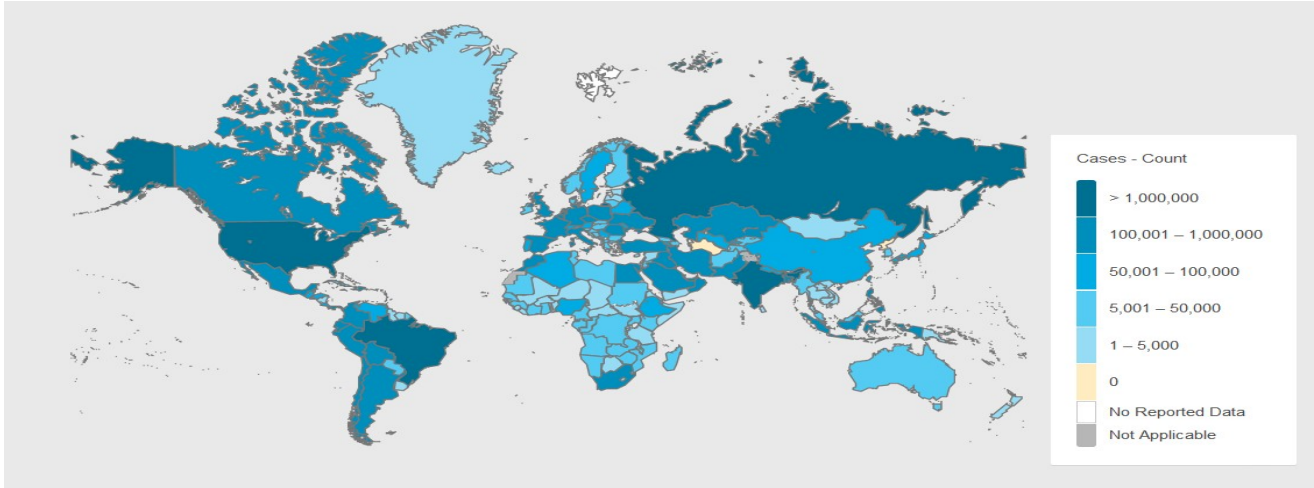 Cases - Count
> 1,000,000
100,001 – 1,000,000
50,001 – 100,000
5,001 – 50,000
1 – 5,000
0
No Reported Data
Not Applicable